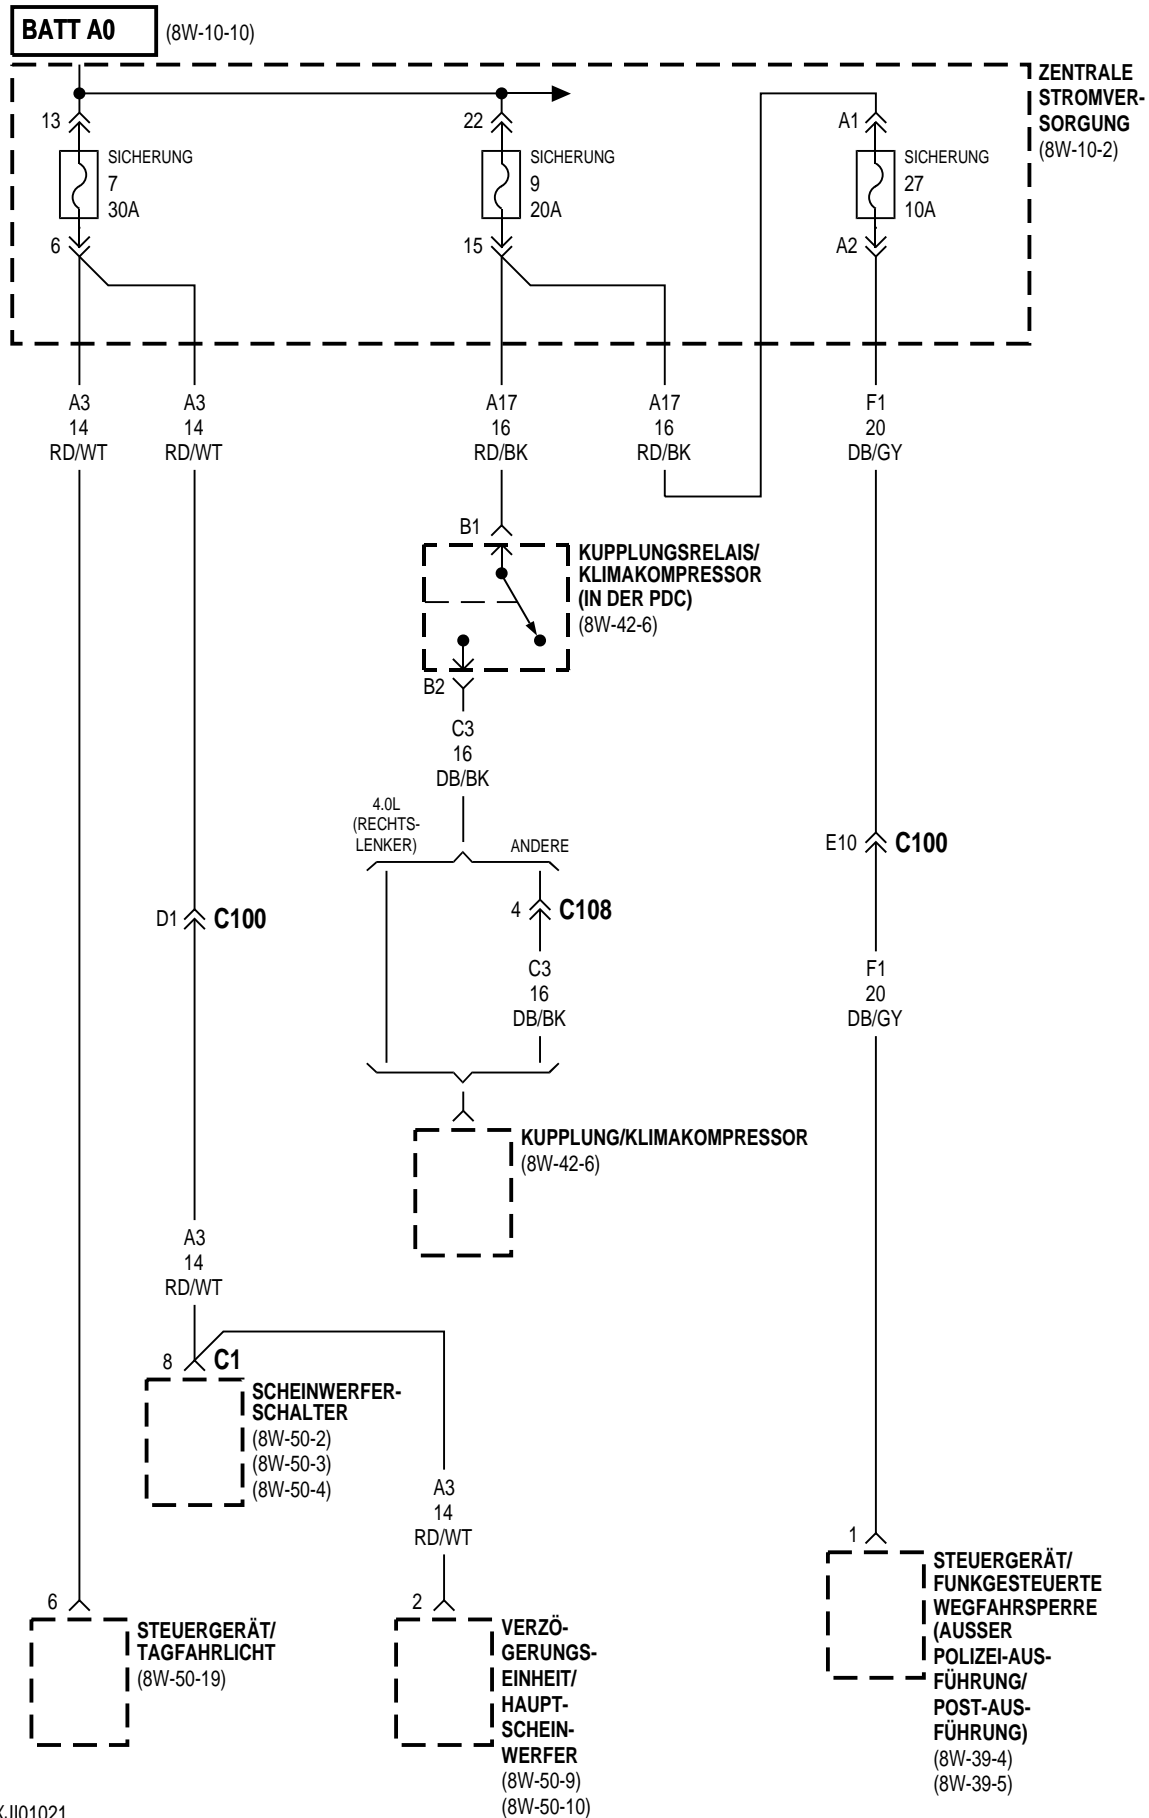 BATT A0 (8W-10-10)
ZENTRALE
STROMVER-
SORGUNG
(8W-10-2)
13
SICHERUNG
7
30A
6
22
SICHERUNG
9
20A
15
A1
SICHERUNG
27
10A
A2
A3
14
RD/WT
A3
14
RD/WT
A17
16
RD/BK
A17
16
RD/BK
F1
20
DB/GY
B1
KUPPLUNGSRELAIS/
KLIMAKOMPRESSOR
(IN DER PDC)
(8W-42-6)
B2
C3
16
DB/BK
4.0L
(RECHTS-
LENKER)
ANDERE
E10 C100
D1 C100
4 C108
C3
16
DB/BK
F1
20
DB/GY
KUPPLUNG/KLIMAKOMPRESSOR
(8W-42-6)
A3
14
RD/WT
8 C1
SCHEINWERFER-
SCHALTER
(8W-50-2)
(8W-50-3)
(8W-50-4)
A3
14
RD/WT
6
STEUERGERÄT/
TAGFAHRLICHT
(8W-50-19)
2
VERZÖ-
GERUNGS-
EINHEIT/
HAUPT-
SCHEIN-
WERFER
(8W-50-9)
(8W-50-10)
1
STEUERGERÄT/
FUNKGESTEUERTE
WEGFAHRSPERRE
(AUSSER
POLIZEI-AUS-
FÜHRUNG/
POST-AUS-
FÜHRUNG)
(8W-39-4)
(8W-39-5)